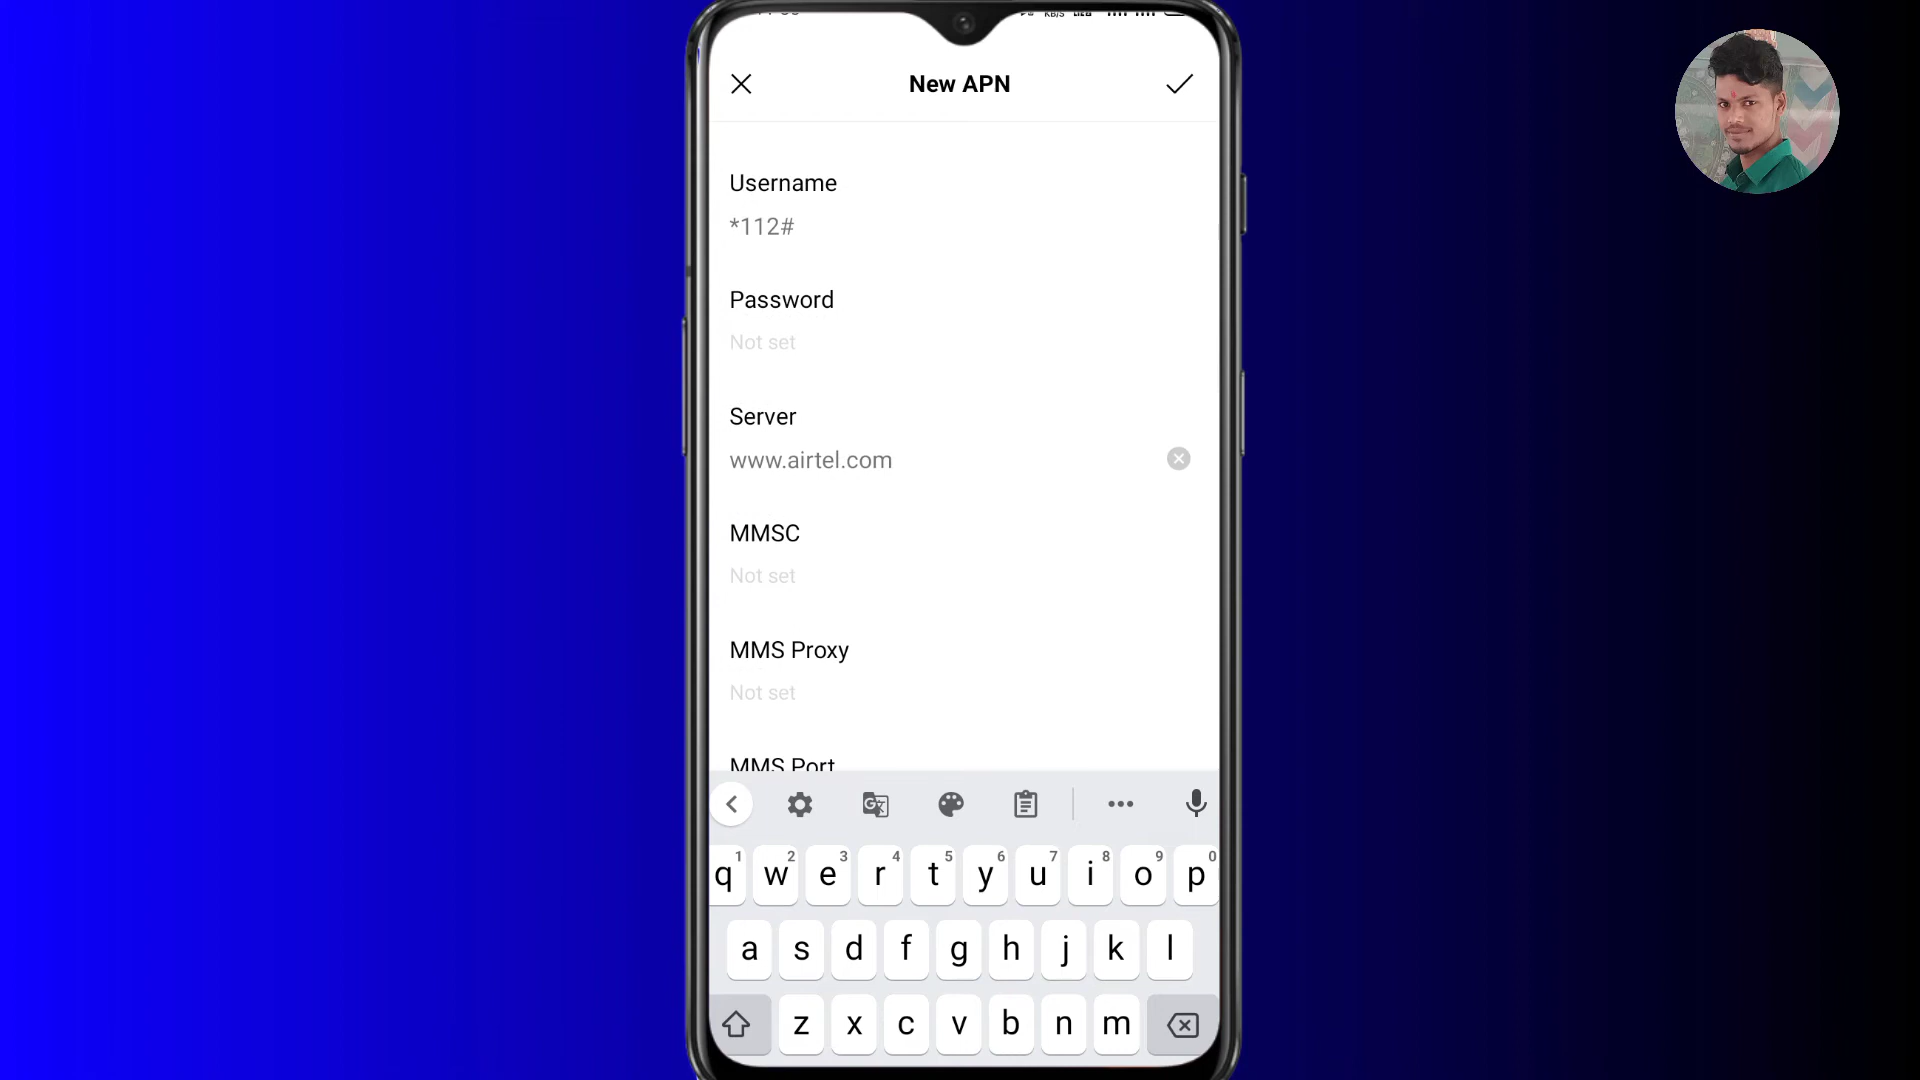 New APN
Username
*112#
Password
Not set
Server
www.airtel.com
MMSC
Not set
MMS Proxy
Not set
MMS Port
1 2 3 4 5 6 7 8 9 0
q w e r t y u i o p
a s d f g h j k l
z x c v b n m